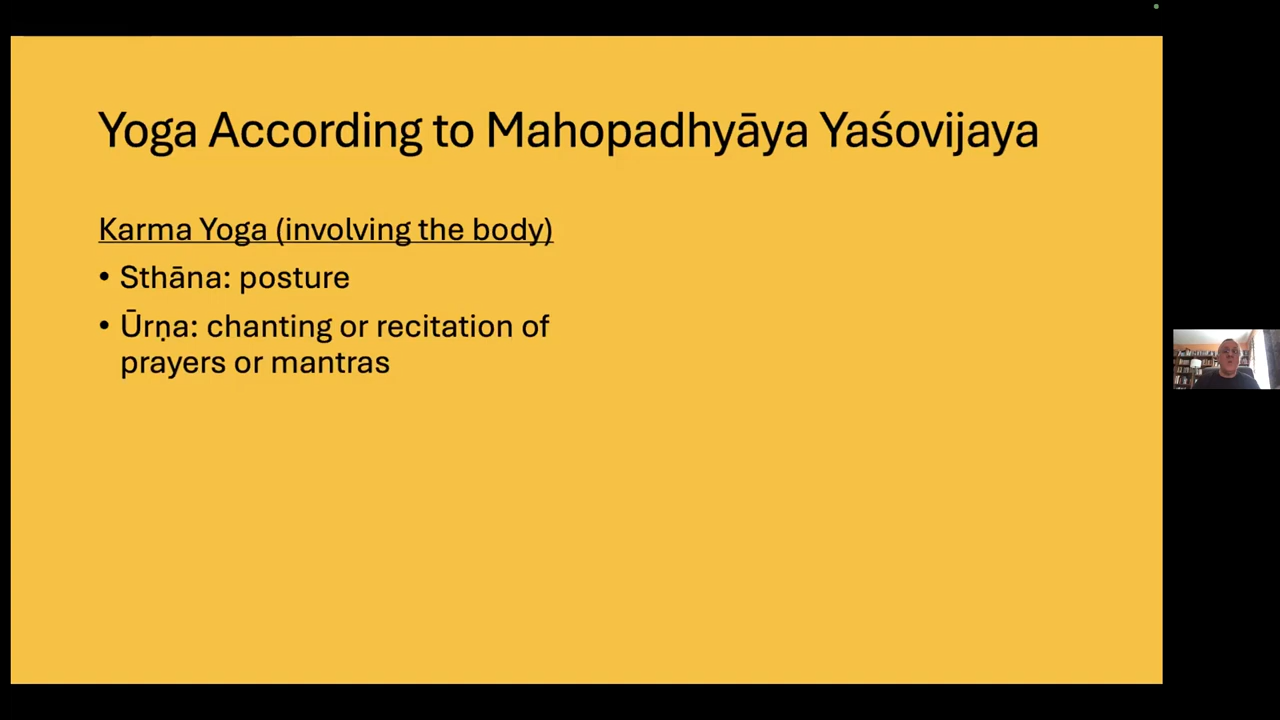 Yoga According to Mahopadhyāya Yaśovijaya
Karma Yoga (involving the body)
• Sthāna: posture
• Ūrṇa: chanting or recitation of
prayers or mantras